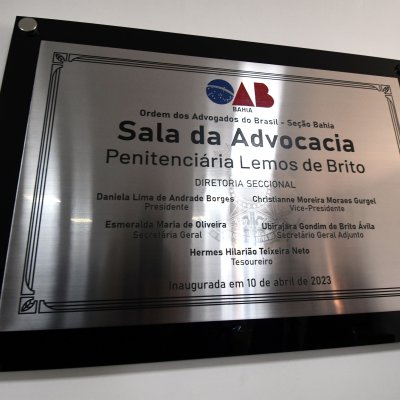 OAB
BAHIA
Ordem dos Advogados do Brasil - Seção Bahia
Sala da Advocacia
Penitenciária Lemos de Brito
DIRETORIA SECCIONAL
Daniela Lima de Andrade Borges Christianne Moreira Moraes Gurgel
Presidente Vice-Presidente
Esmeralda Maria de Oliveira Ubirajara Gondim de Brito Ávila
Secretária Geral Secretário Geral Adjunto
Hermes Hilarião Teixeira Neto
Tesoureiro
Inaugurada em 10 de abril de 2023